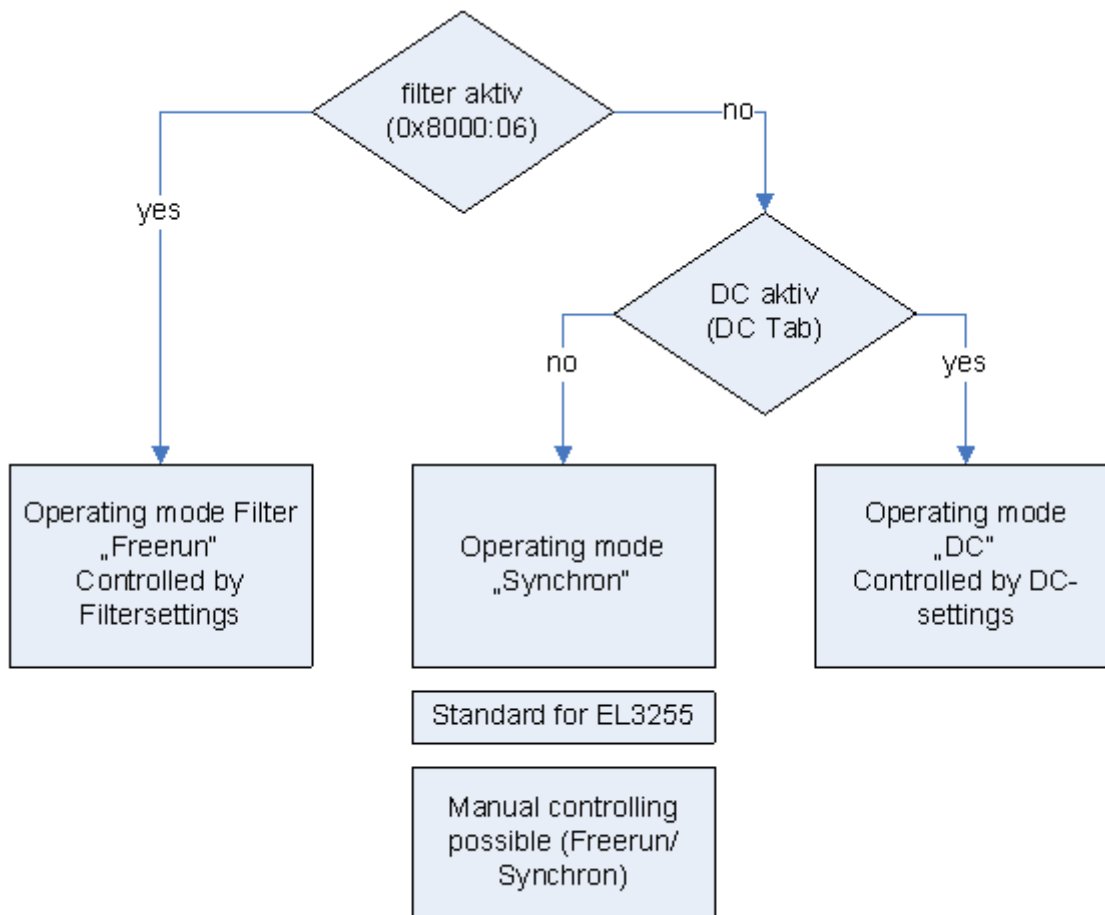 filter aktiv
(0x8000:06)
no
yes
DC aktiv
(DC Tab)
no
yes
Operating mode Filter
„Freerun"
Controlled by
Filtersettings
Operating mode
„Synchron"
Operating mode
„DC"
Controlled by DC-
settings
Standard for EL3255
Manual controlling
possible (Freerun/
Synchron)